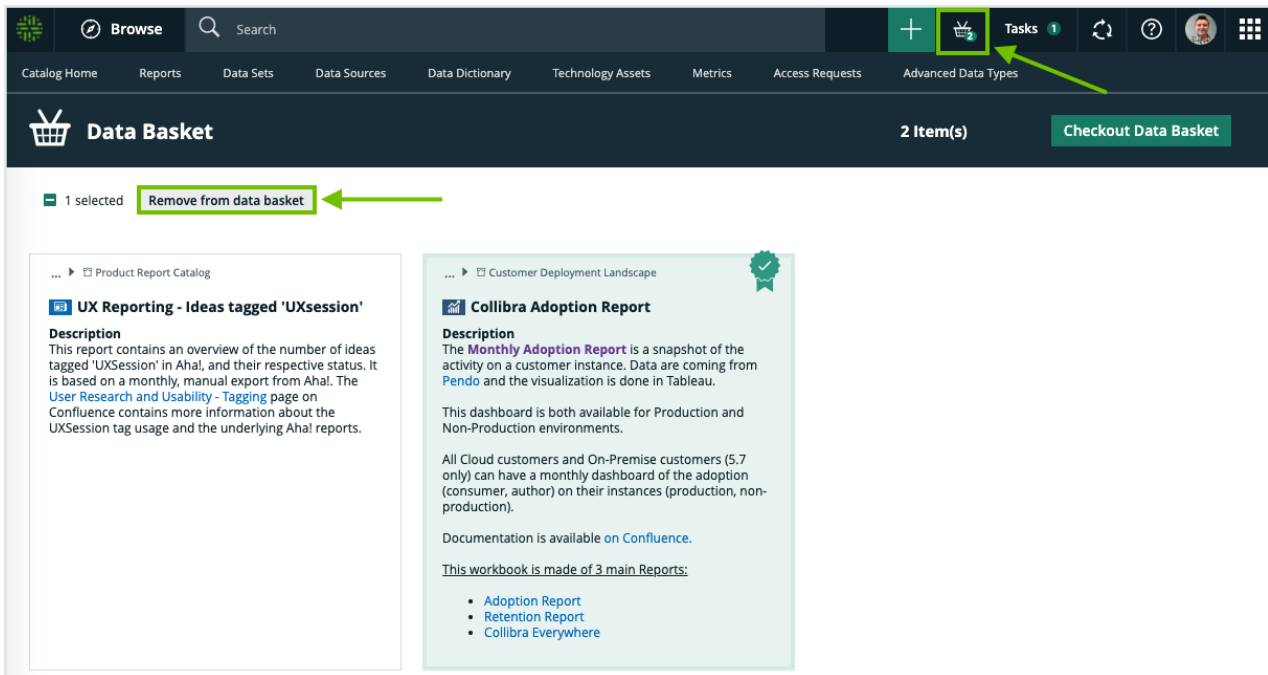 Browse
Search
2
Tasks 1
Catalog Home Reports Data Sets Data Sources Data Dictionary Technology Assets Metrics Access Requests Advanced Data Types
Data Basket
2 Item(s)
Checkout Data Basket
1 selected
Remove from data basket
... Product Report Catalog
UX Reporting - Ideas tagged 'UXsession'
Description
This report contains an overview of the number of ideas
tagged 'UXSession' in Aha!, and their respective status. It
is based on a monthly, manual export from Aha!. The
User Research and Usability - Tagging page on
Confluence contains more information about the
UXSession tag usage and the underlying Aha! reports.
... Customer Deployment Landscape
Collibra Adoption Report
Description
The Monthly Adoption Report is a snapshot of the
activity on a customer instance. Data are coming from
Pendo and the visualization is done in Tableau.
This dashboard is both available for Production and
Non-Production environments.
All Cloud customers and On-Premise customers (5.7
only) can have a monthly dashboard of the adoption
(consumer, author) on their instances (production, non-
production).
Documentation is available on Confluence.
This workbook is made of 3 main Reports:
• Adoption Report
• Retention Report
• Collibra Everywhere